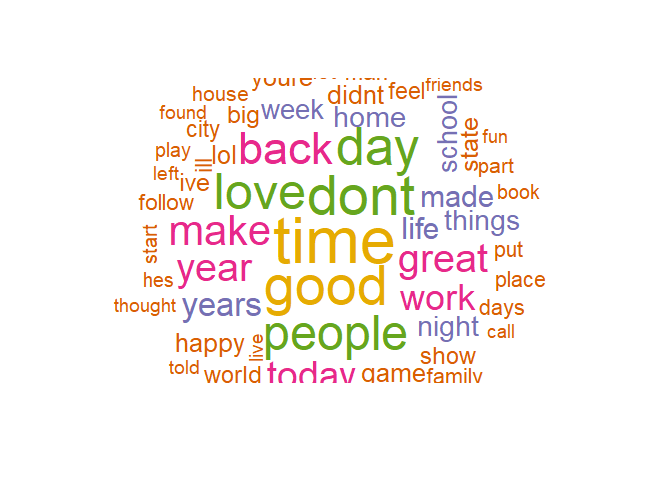 youre
house
didnt
feel
friends
found
big
week
home
city
school
state
fun
play
ill
lol
back
day
part
left
ive
love
dont
made
book
follow
life
things
make
time
start
great
put
year
good
hes
work
place
thought
years
days
night
call
people
happy
live
show
told
world
today
game
family